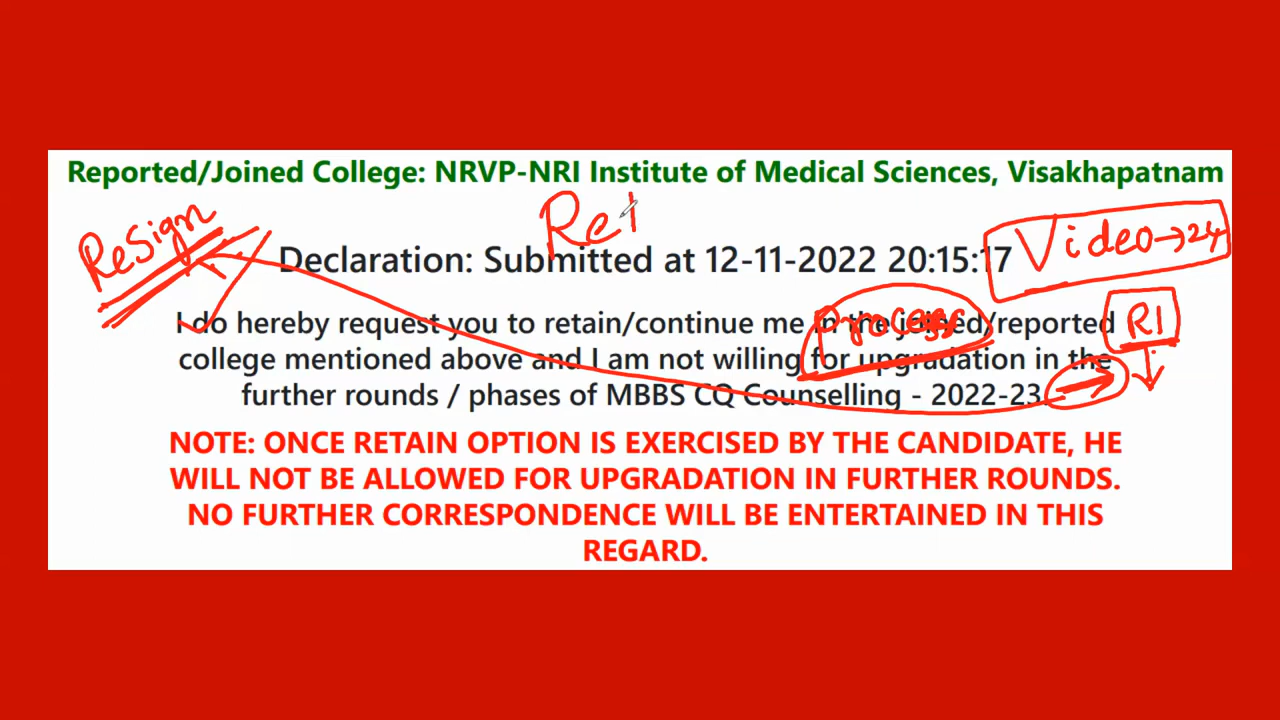 Reported/Joined College: NRVP-NRI Institute of Medical Sciences, Visakhapatnam
ReSign
Ret
Video→24
Declaration: Submitted at 12-11-2022 20:15:17
Process
R1
I do hereby request you to retain/continue me in the joined/reported
college mentioned above and I am not willing for upgradation in the
further rounds / phases of MBBS CQ Counselling - 2022-23.
NOTE: ONCE RETAIN OPTION IS EXERCISED BY THE CANDIDATE, HE
WILL NOT BE ALLOWED FOR UPGRADATION IN FURTHER ROUNDS.
NO FURTHER CORRESPONDENCE WILL BE ENTERTAINED IN THIS
REGARD.